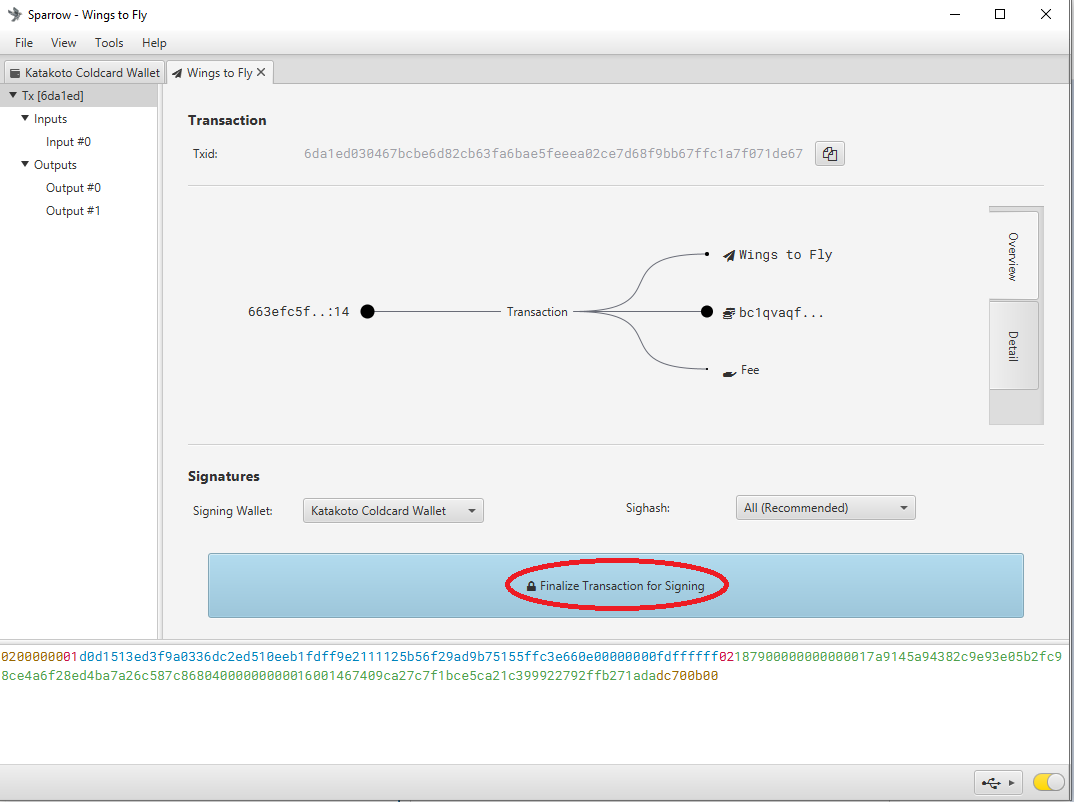 Sparrow - Wings to Fly
File View Tools Help
Katakoto Coldcard Wallet Wings to Fly
Tx [6da1ed]
Inputs
Input #0
Outputs
Output #0
Output #1
Transaction
Txid: 6da1ed030467bcbe6d82cb63fa6bae5feeea02ce7d68f9bb67ffc1a7f071de67
Overview
Detail
Wings to Fly
663efc5f..:14 Transaction bc1qvaqf...
Fee
Signatures
Signing Wallet: Katakoto Coldcard Wallet Sighash: All (Recommended)
Finalize Transaction for Signing
0200000001d0d1513ed3f9a0336dc2ed510eeb1fdff9e2111125b56f29ad9b75155ffc3e660e00000000fdffffff02187900000000000017a9145a94382c9e93e05b2fc9
8ce4a6f28ed4ba7a26c587c86804000000000016001467409ca27c7f1bce5ca21c399922792ffb271adadc700b00